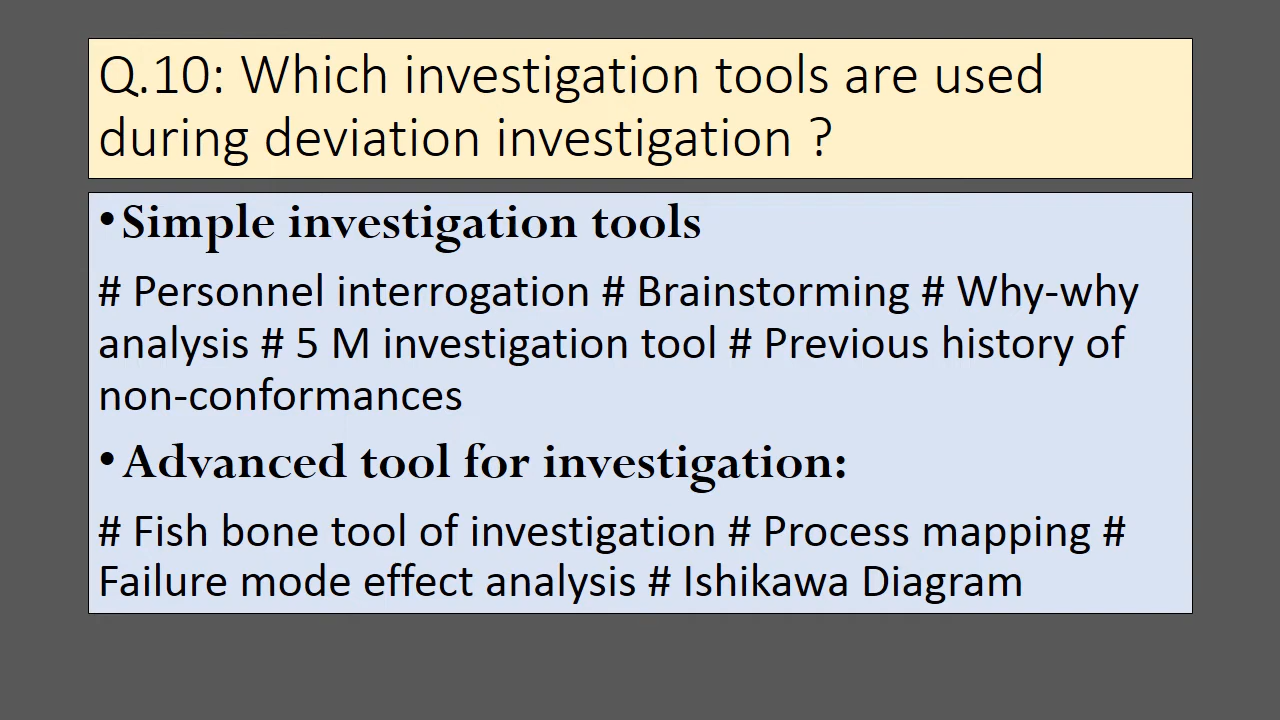 Q.10: Which investigation tools are used
during deviation investigation ?
•Simple investigation tools
# Personnel interrogation # Brainstorming # Why-why
analysis # 5 M investigation tool # Previous history of
non-conformances
•Advanced tool for investigation:
# Fish bone tool of investigation # Process mapping #
Failure mode effect analysis # Ishikawa Diagram